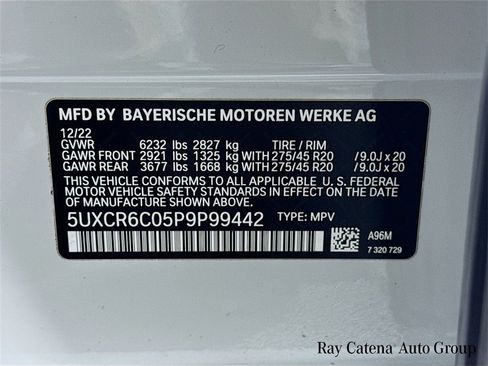 MFD BY BAYERISCHE MOTOREN WERKE AG
12/22
GVWR 6232 lbs 2827 kg TIRE / RIM
GAWR FRONT 2921 lbs 1325 kg WITH 275/45 R20 /9.0J x 20
GAWR REAR 3677 lbs 1668 kg WITH 275/45 R20 /9.0J x 20
THIS VEHICLE CONFORMS TO ALL APPLICABLE U.S. FEDERAL
MOTOR VEHICLE SAFETY STANDARDS IN EFFECT ON THE DATE
OF MANUFACTURE SHOWN ABOVE.
5UXCR6C05P9P99442 TYPE: MPV
A96M
7 320 729
Ray Catena Auto Group